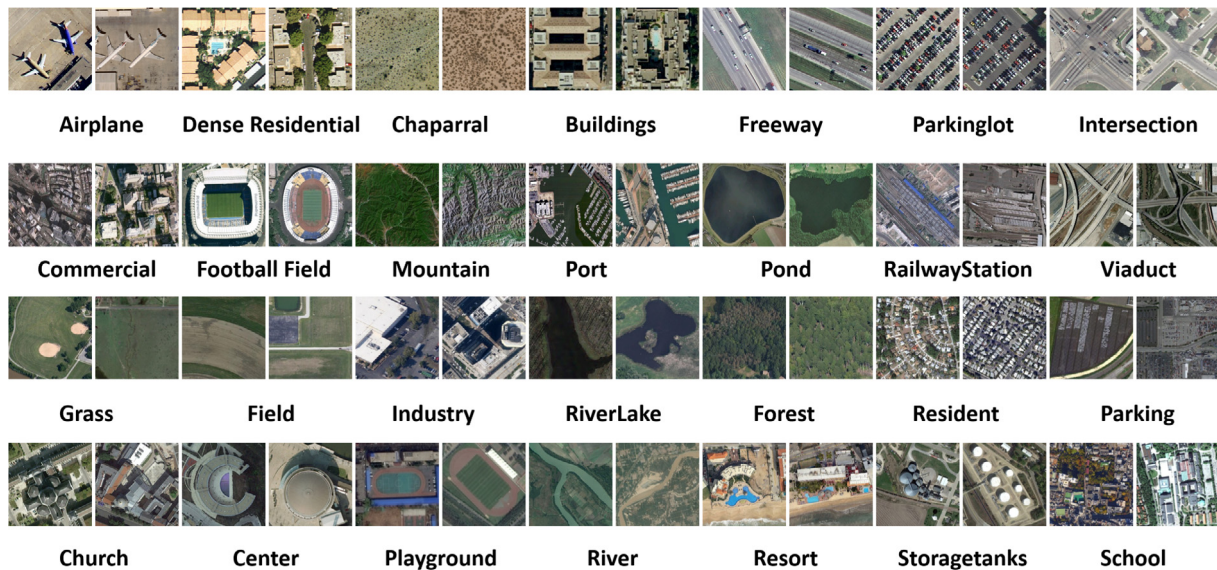 Airplane Dense Residential Chaparral Buildings Freeway Parkinglot Intersection
Commercial Football Field Mountain Port Pond RailwayStation Viaduct
Grass Field Industry RiverLake Forest Resident Parking
Church Center Playground River Resort Storagetanks School